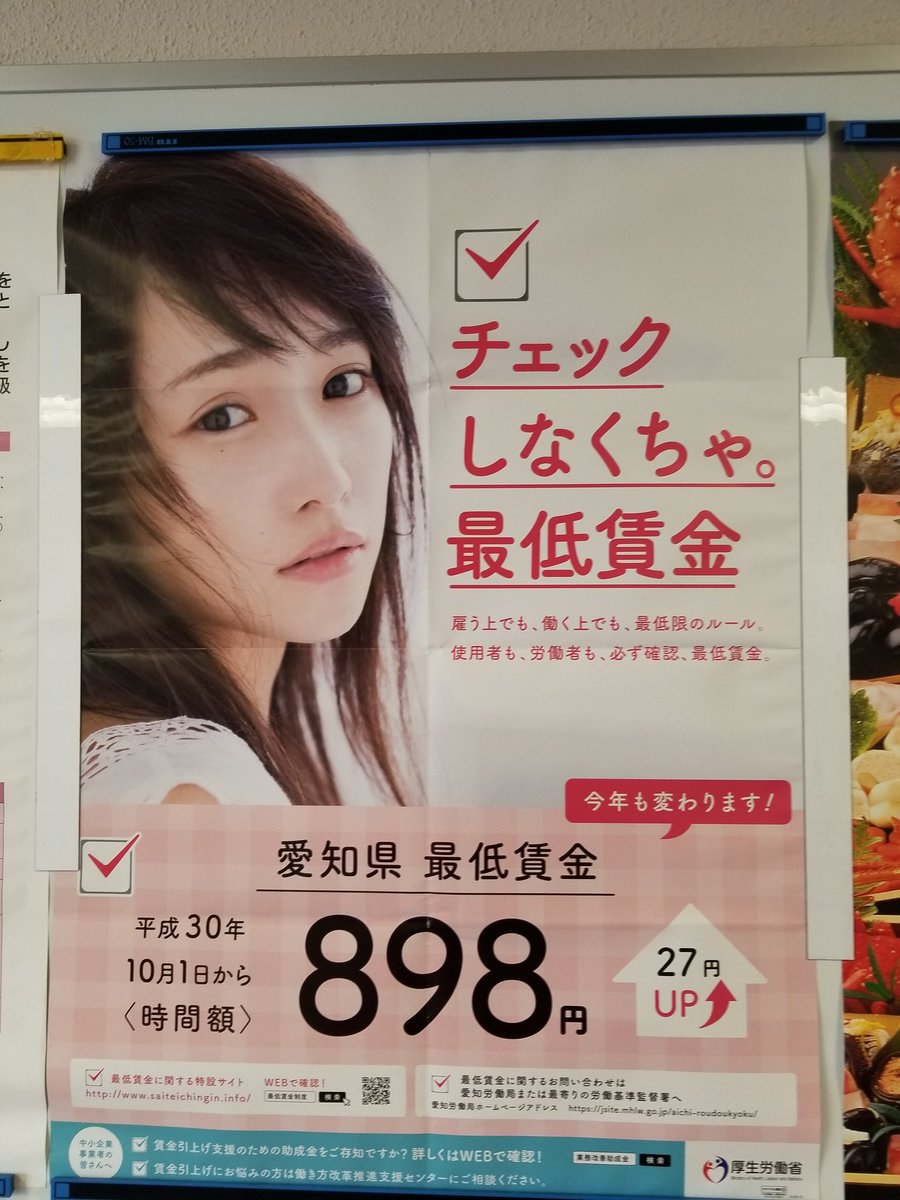 チェック
しなくちゃ。
最低賃金
雇う上でも、働く上でも、最低限のルール。
使用者も、労働者も、必ず確認、最低賃金。
今年も変わります!
愛知県 最低賃金
平成30年
10月1日から
〈時間額〉
898円
27円
UP
最低賃金に関する特設サイト WEBで確認!
http://www.saiteichingin.info/ 最低賃金制度 検索
最低賃金に関するお問い合わせは
愛知労働局または最寄りの労働基準監督署へ
愛知労働局ホームページアドレス https://jsite.mhlw.go.jp/aichi-roudoukyoku/
中小企業
事業者の
皆さんへ
賃金引上げ支援のための助成金をご存知ですか? 詳しくはWEBで確認! 業務改善助成金 検索
賃金引上げにお悩みの方は働き方改革推進支援センターにご相談ください。
厚生労働省
Ministry of Health, Labour and Welfare
を
と
し
を
級